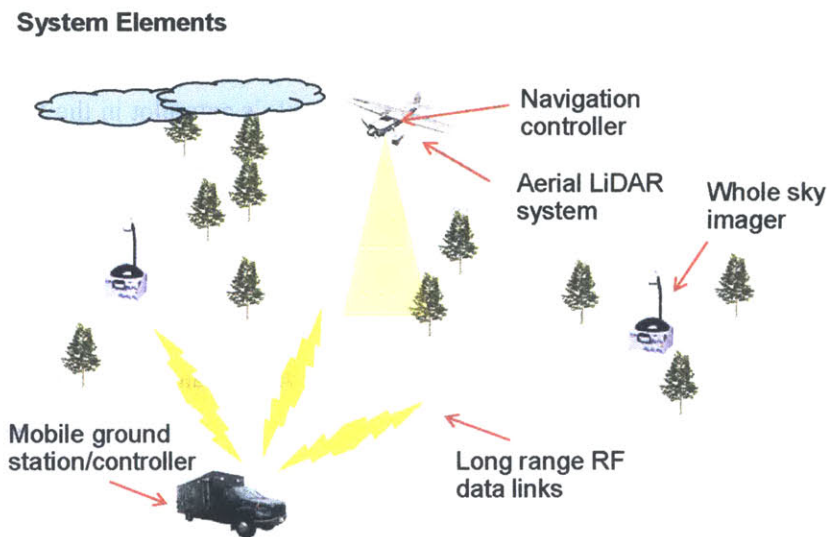 System Elements
Navigation
controller
Aerial LiDAR
system
Whole sky
imager
Mobile ground
station/controller
Long range RF
data links